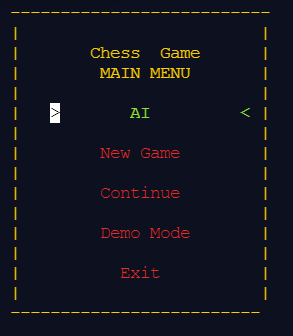 Chess Game
MAIN MENU
> AI <
New Game
Continue
Demo Mode
Exit